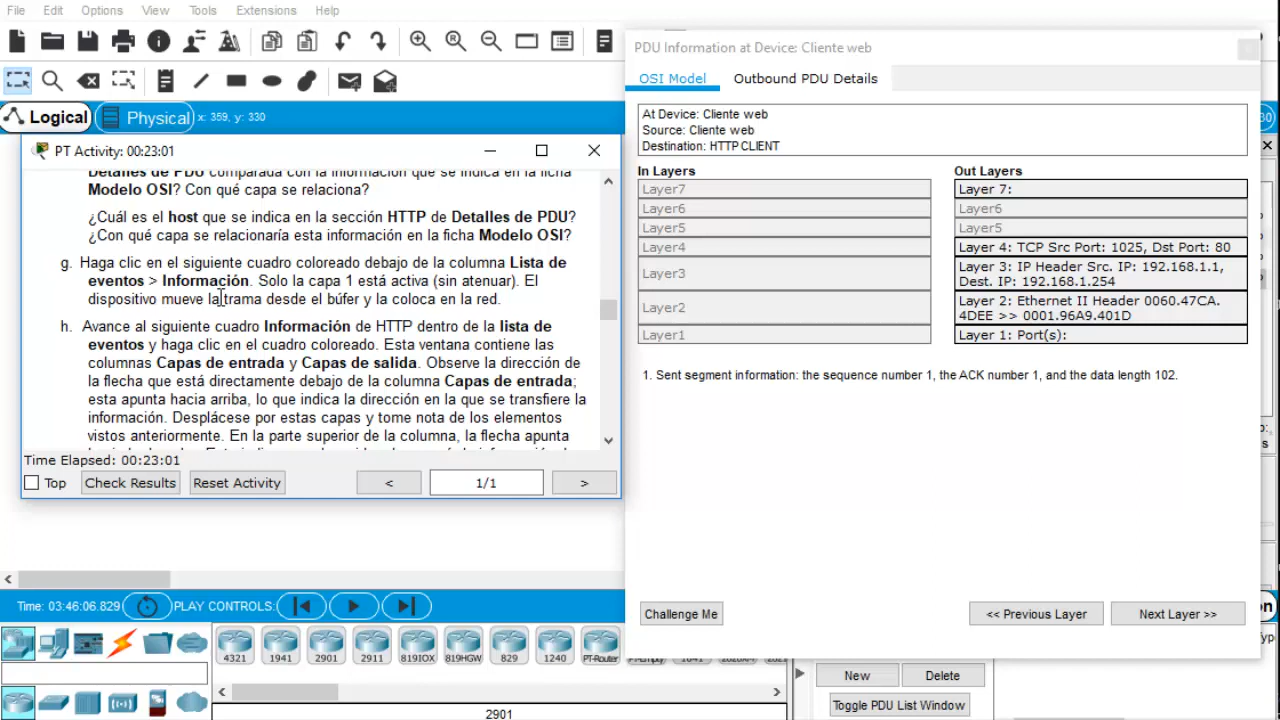 File Edit Options View Tools Extensions Help
Logical Physical x: 359, y: 330
PT Activity: 00:23:01
Detalles de PDU comparada con la información que se indica en la ficha
Modelo OSI? Con qué capa se relaciona?
¿Cuál es el host que se indica en la sección HTTP de Detalles de PDU?
¿Con qué capa se relacionaría esta información en la ficha Modelo OSI?
g. Haga clic en el siguiente cuadro coloreado debajo de la columna Lista de
eventos > Información. Solo la capa 1 está activa (sin atenuar). El
dispositivo mueve la trama desde el búfer y la coloca en la red.
h. Avance al siguiente cuadro Información de HTTP dentro de la lista de
eventos y haga clic en el cuadro coloreado. Esta ventana contiene las
columnas Capas de entrada y Capas de salida. Observe la dirección de
la flecha que está directamente debajo de la columna Capas de entrada;
esta apunta hacia arriba, lo que indica la dirección en la que se transfiere la
información. Desplácese por estas capas y tome nota de los elementos
vistos anteriormente. En la parte superior de la columna, la flecha apunta
Time Elapsed: 00:23:01
Top Check Results Reset Activity < 1/1 >
PDU Information at Device: Cliente web
OSI Model Outbound PDU Details
At Device: Cliente web
Source: Cliente web
Destination: HTTP CLIENT
In Layers
Layer7
Layer6
Layer5
Layer4
Layer3
Layer2
Layer1
Out Layers
Layer 7:
Layer6
Layer5
Layer 4: TCP Src Port: 1025, Dst Port: 80
Layer 3: IP Header Src. IP: 192.168.1.1,
Dest. IP: 192.168.1.254
Layer 2: Ethernet II Header 0060.47CA.
4DEE >> 0001.96A9.401D
Layer 1: Port(s):
1. Sent segment information: the sequence number 1, the ACK number 1, and the data length 102.
Challenge Me << Previous Layer Next Layer >>
Time: 03:46:06.829 PLAY CONTROLS:
4321 1941 2901 2911 819IOX 819HGW 829 1240 PT-Router
2901
New Delete
Toggle PDU List Window